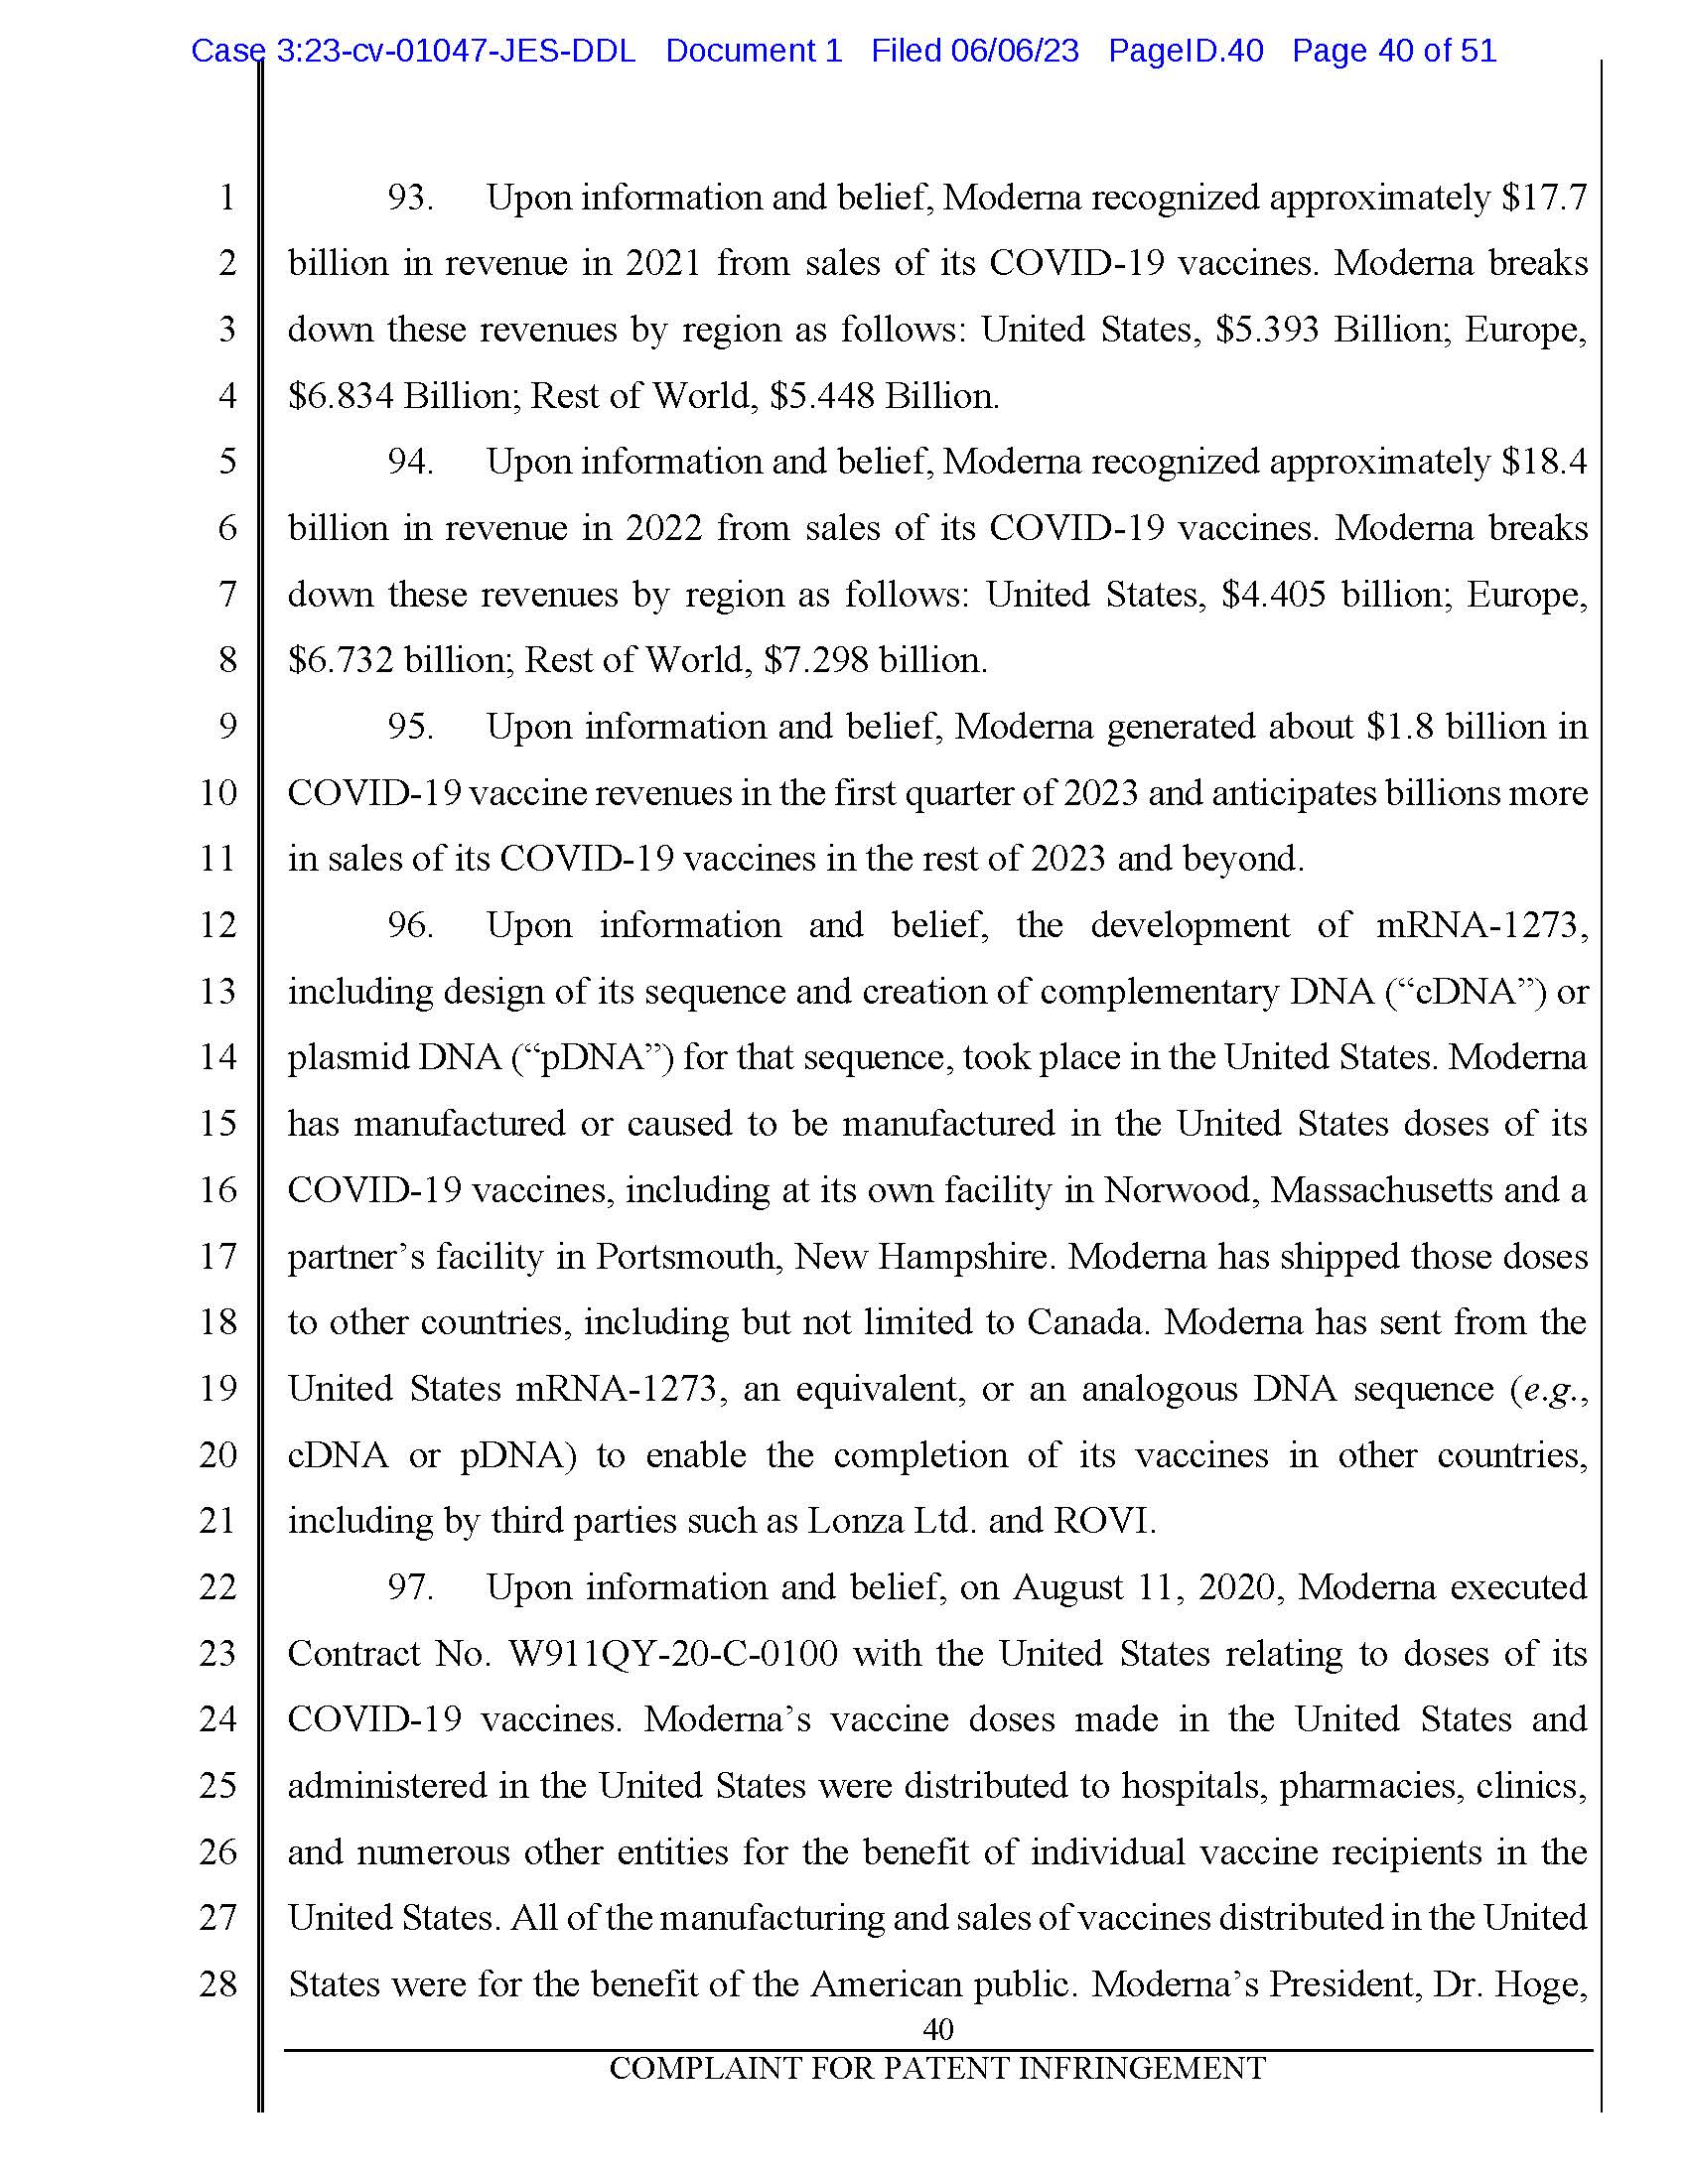 Case 3:23-cv-01047-JES-DDL Document 1 Filed 06/06/23 PageID.40 Page 40 of 51
1 93. Upon information and belief, Moderna recognized approximately $17.7
2 billion in revenue in 2021 from sales of its COVID-19 vaccines. Moderna breaks
3 down these revenues by region as follows: United States, $5.393 Billion; Europe,
4 $6.834 Billion; Rest of World, $5.448 Billion.
5 94. Upon information and belief, Moderna recognized approximately $18.4
6 billion in revenue in 2022 from sales of its COVID-19 vaccines. Moderna breaks
7 down these revenues by region as follows: United States, $4.405 billion; Europe,
8 $6.732 billion; Rest of World, $7.298 billion.
9 95. Upon information and belief, Moderna generated about $1.8 billion in
10 COVID-19 vaccine revenues in the first quarter of 2023 and anticipates billions more
11 in sales of its COVID-19 vaccines in the rest of 2023 and beyond.
12 96. Upon information and belief, the development of mRNA-1273,
13 including design of its sequence and creation of complementary DNA (“cDNA”) or
14 plasmid DNA (“pDNA”) for that sequence, took place in the United States. Moderna
15 has manufactured or caused to be manufactured in the United States doses of its
16 COVID-19 vaccines, including at its own facility in Norwood, Massachusetts and a
17 partner’s facility in Portsmouth, New Hampshire. Moderna has shipped those doses
18 to other countries, including but not limited to Canada. Moderna has sent from the
19 United States mRNA-1273, an equivalent, or an analogous DNA sequence (e.g.,
20 cDNA or pDNA) to enable the completion of its vaccines in other countries,
21 including by third parties such as Lonza Ltd. and ROVI.
22 97. Upon information and belief, on August 11, 2020, Moderna executed
23 Contract No. W911QY-20-C-0100 with the United States relating to doses of its
24 COVID-19 vaccines. Moderna’s vaccine doses made in the United States and
25 administered in the United States were distributed to hospitals, pharmacies, clinics,
26 and numerous other entities for the benefit of individual vaccine recipients in the
27 United States. All of the manufacturing and sales of vaccines distributed in the United
28 States were for the benefit of the American public. Moderna’s President, Dr. Hoge,
40
COMPLAINT FOR PATENT INFRINGEMENT